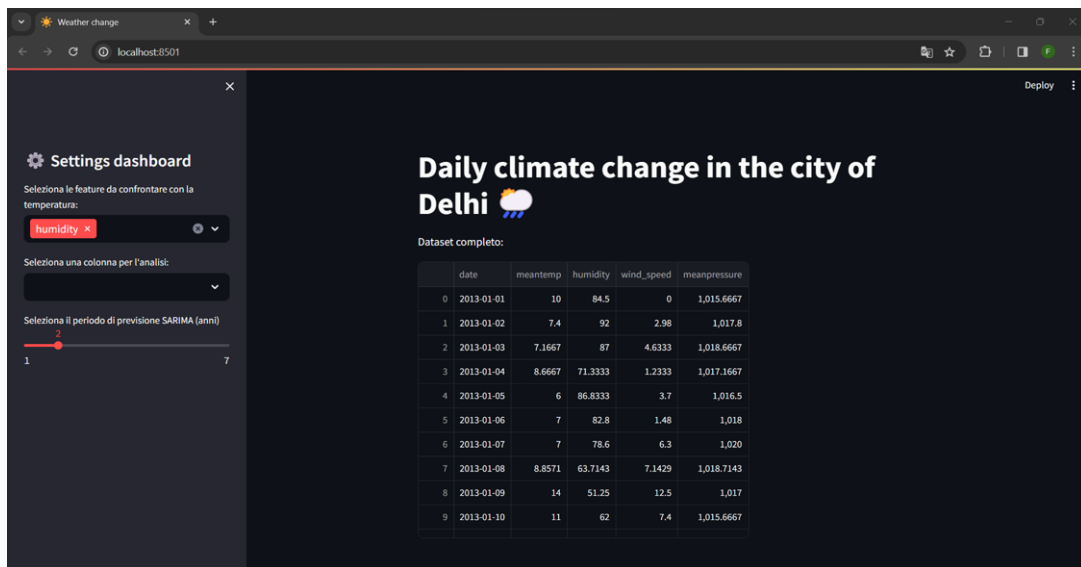 Weather change
localhost:8501
F
Deploy
Settings dashboard
Seleziona le feature da confrontare con la
temperatura:
humidity
Seleziona una colonna per l'analisi:
Seleziona il periodo di previsione SARIMA (anni)
2
1 7
Daily climate change in the city of
Delhi
Dataset completo:
date meantemp humidity wind_speed meanpressure
0 2013-01-01 10 84.5 0 1,015.6667
1 2013-01-02 7.4 92 2.98 1,017.8
2 2013-01-03 7.1667 87 4.6333 1,018.6667
3 2013-01-04 8.6667 71.3333 1.2333 1,017.1667
4 2013-01-05 6 86.8333 3.7 1,016.5
5 2013-01-06 7 82.8 1.48 1,018
6 2013-01-07 7 78.6 6.3 1,020
7 2013-01-08 8.8571 63.7143 7.1429 1,018.7143
8 2013-01-09 14 51.25 12.5 1,017
9 2013-01-10 11 62 7.4 1,015.6667